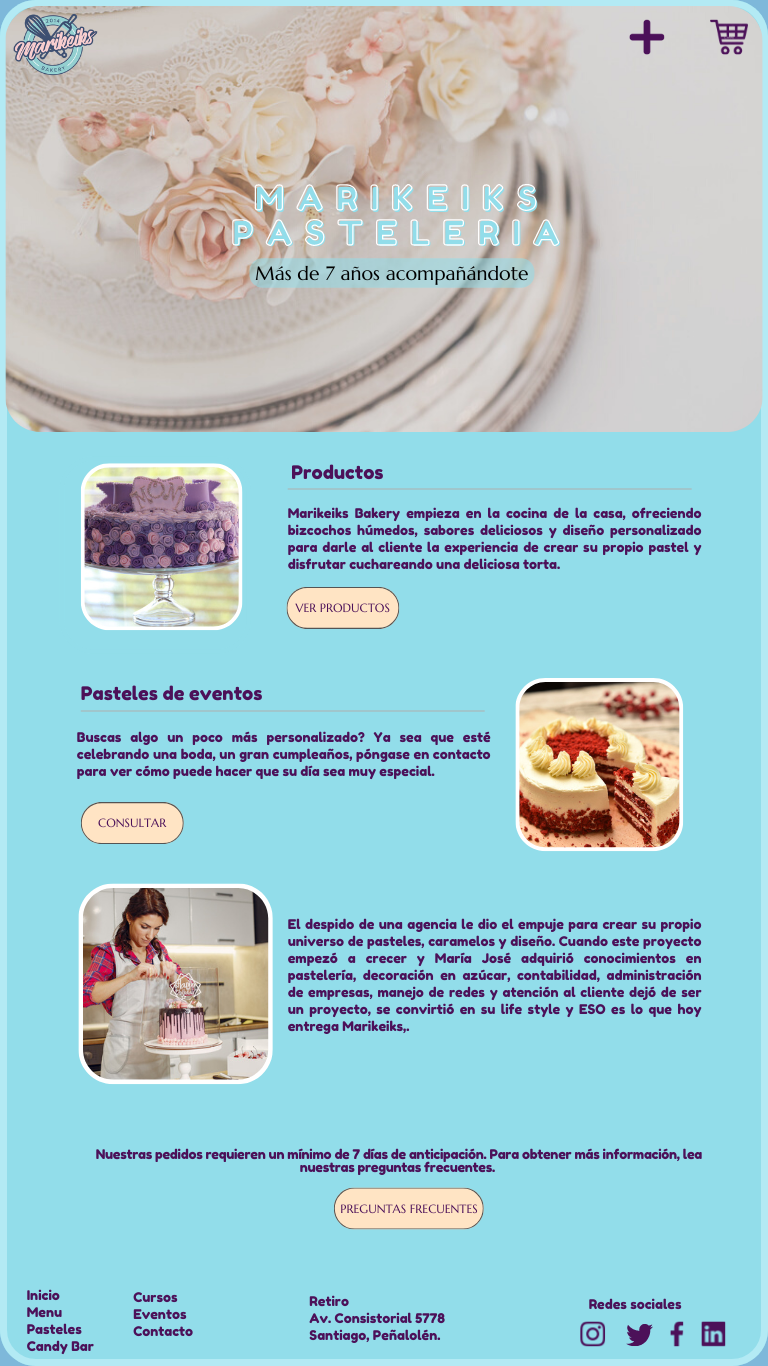 2014
Marikeiks
BAKERY
MARIKEIKS
PASTELERIA
Más de 7 años acompañándote
Productos
Marikeiks Bakery empieza en la cocina de la casa, ofreciendo
bizcochos húmedos, sabores deliciosos y diseño personalizado
para darle al cliente la experiencia de crear su propio pastel y
disfrutar cuchareando una deliciosa torta.
VER PRODUCTOS
Pasteles de eventos
Buscas algo un poco más personalizado? Ya sea que esté
celebrando una boda, un gran cumpleaños, póngase en contacto
para ver cómo puede hacer que su día sea muy especial.
CONSULTAR
El despido de una agencia le dio el empuje para crear su propio
universo de pasteles, caramelos y diseño. Cuando este proyecto
empezó a crecer y María José adquirió conocimientos en
pastelería, decoración en azúcar, contabilidad, administración
de empresas, manejo de redes y atención al cliente dejó de ser
un proyecto, se convirtió en su life style y ESO es lo que hoy
entrega Marikeiks,.
Nuestras pedidos requieren un mínimo de 7 días de anticipación. Para obtener más información, lea
nuestras preguntas frecuentes.
PREGUNTAS FRECUENTES
Inicio
Menu
Pasteles
Candy Bar
Cursos
Eventos
Contacto
Retiro
Av. Consistorial 5778
Santiago, Peñalolén.
Redes sociales